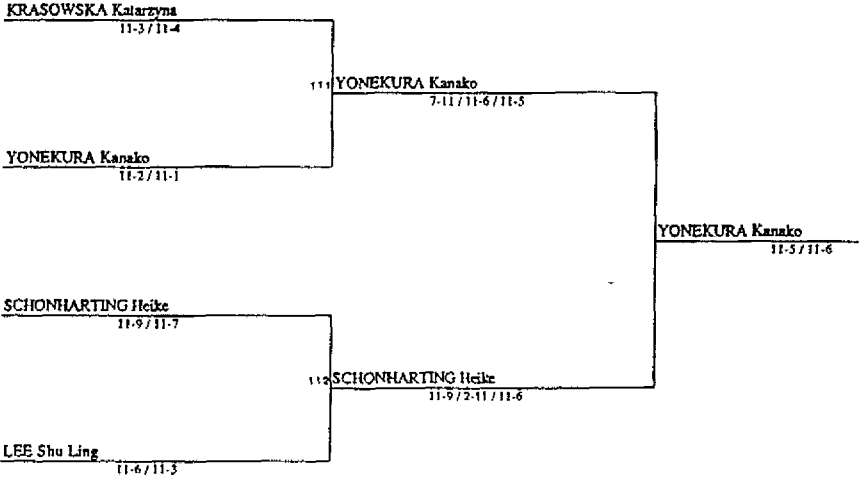 KRASOWSKA Katarzyna
11-3 / 11-4
111 YONEKURA Kanako
7-11 / 11-6 / 11-5
YONEKURA Kanako
11-2 / 11-1
YONEKURA Kanako
11-5 / 11-6
SCHONHARTING Heike
11-9 / 11-7
112 SCHONHARTING Heike
11-9 / 2-11 / 11-6
LEE Shu Ling
11-6 / 11-3